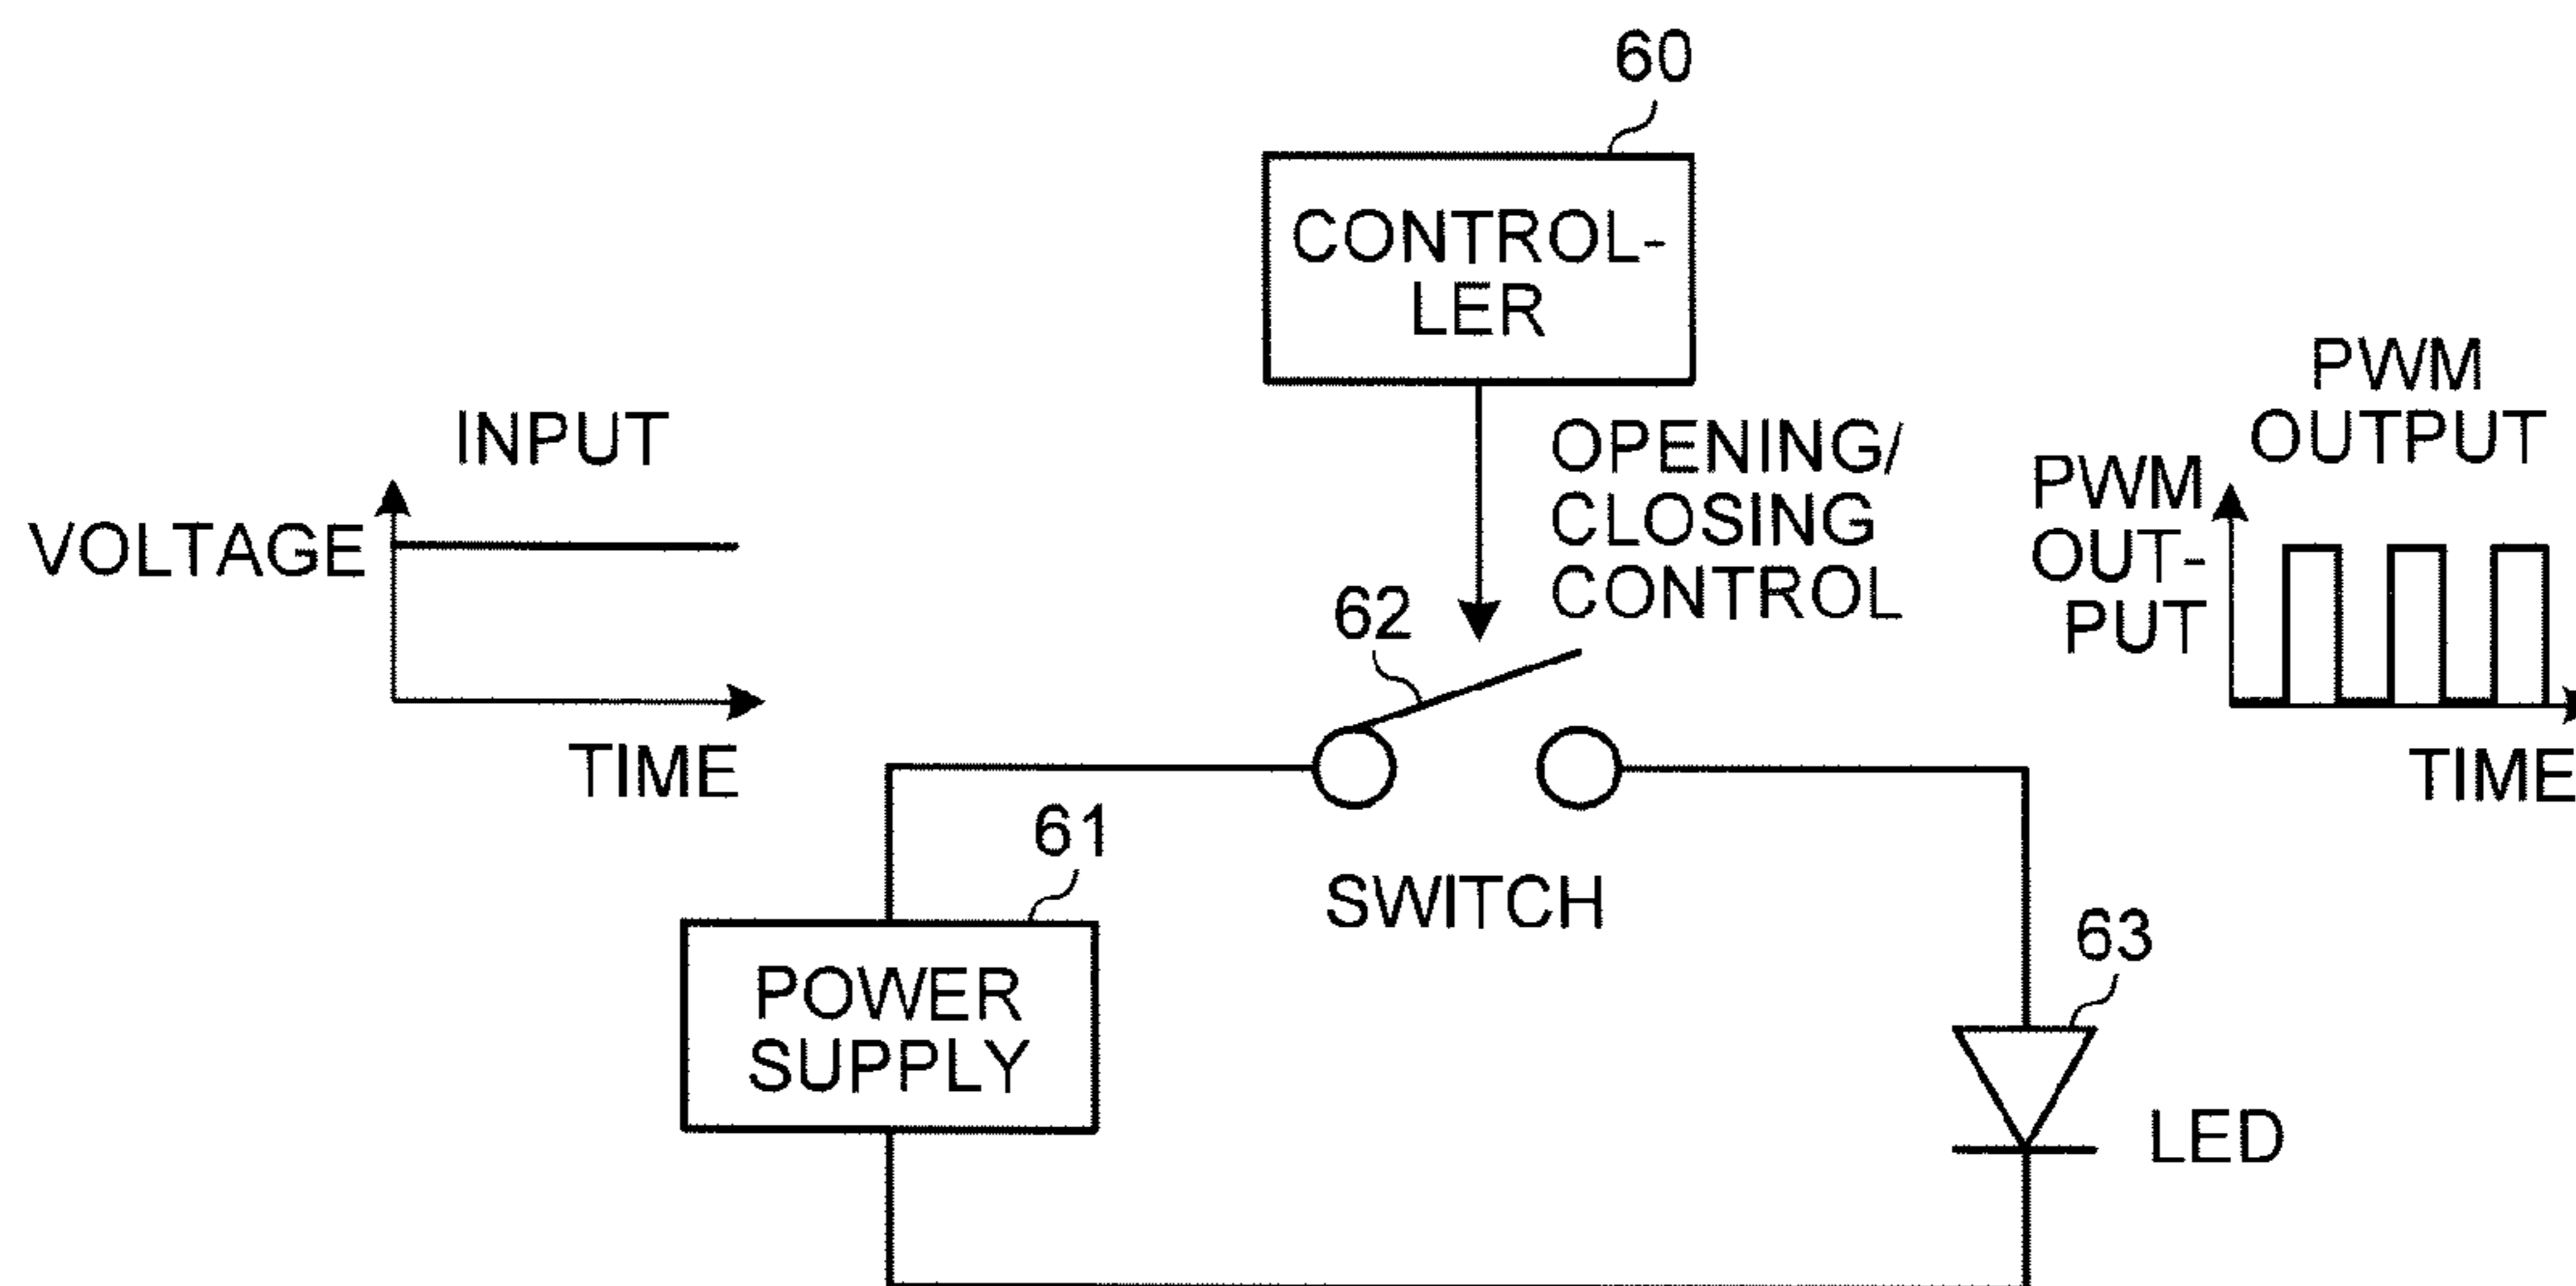 60
CONTROL-
LER
INPUT
VOLTAGE
TIME
OPENING/
CLOSING
CONTROL
62
SWITCH
61
POWER
SUPPLY
63
LED
PWM
OUTPUT
PWM
OUT-
PUT
TIME